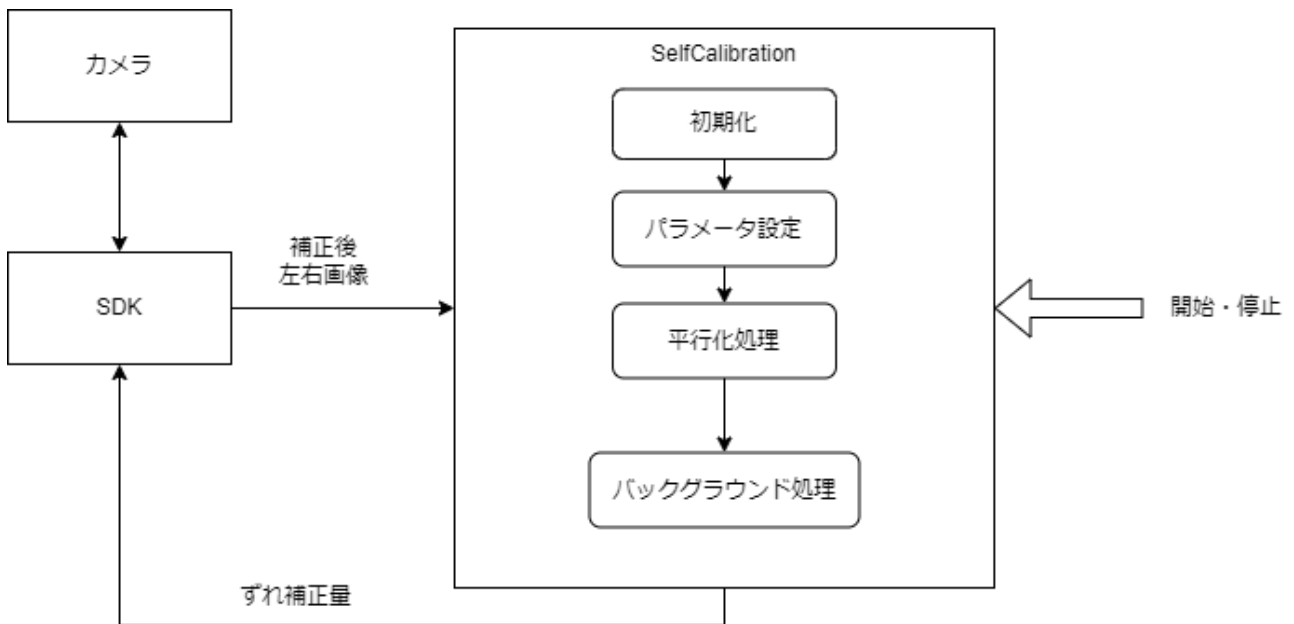 カメラ
SelfCalibration
初期化
パラメータ設定
補正後
左右画像
SDK
平行化処理
開始・停止
バックグラウンド処理
ずれ補正量